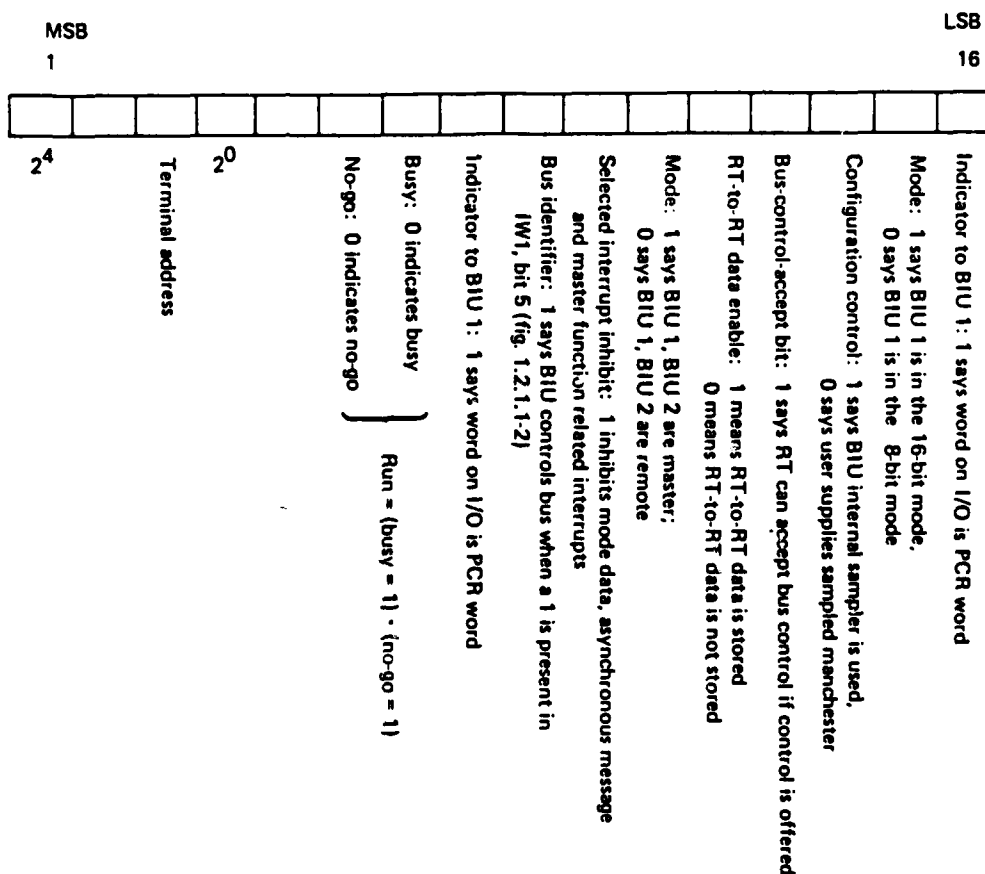 MSB
LSB
1
16
2⁴
Terminal address
2⁰
No-go: 0 indicates no-go
Busy: 0 indicates busy
Run = (busy = 1) · (no-go = 1)
Indicator to BIU 1: 1 says word on I/O is PCR word
Bus identifier: 1 says BIU controls bus when a 1 is present in
IW1, bit 5 (fig. 1.2.1.1-2)
Selected interrupt inhibit: 1 inhibits mode data, asynchronous message
and master function related interrupts
Mode: 1 says BIU 1, BIU 2 are master;
0 says BIU 1, BIU 2 are remote
RT-to-RT data enable: 1 means RT-to-RT data is stored
0 means RT-to-RT data is not stored
Bus-control-accept bit: 1 says RT can accept bus control if control is offered
Configuration control: 1 says BIU internal sampler is used,
0 says user supplies sampled manchester
Mode: 1 says BIU 1 is in the 16-bit mode,
0 says BIU 1 is in the 8-bit mode
Indicator to BIU 1: 1 says word on I/O is PCR word